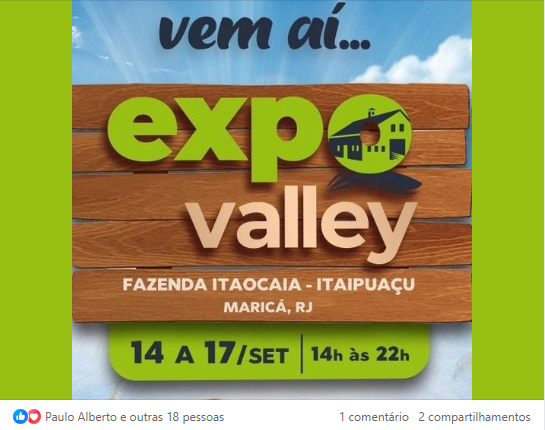 vem aí...
expo
valley
FAZENDA ITAOCAIA - ITAIPUAÇU
MARICÁ, RJ
14 A 17/SET 14h às 22h
Paulo Alberto e outras 18 pessoas 1 comentário 2 compartilhamentos